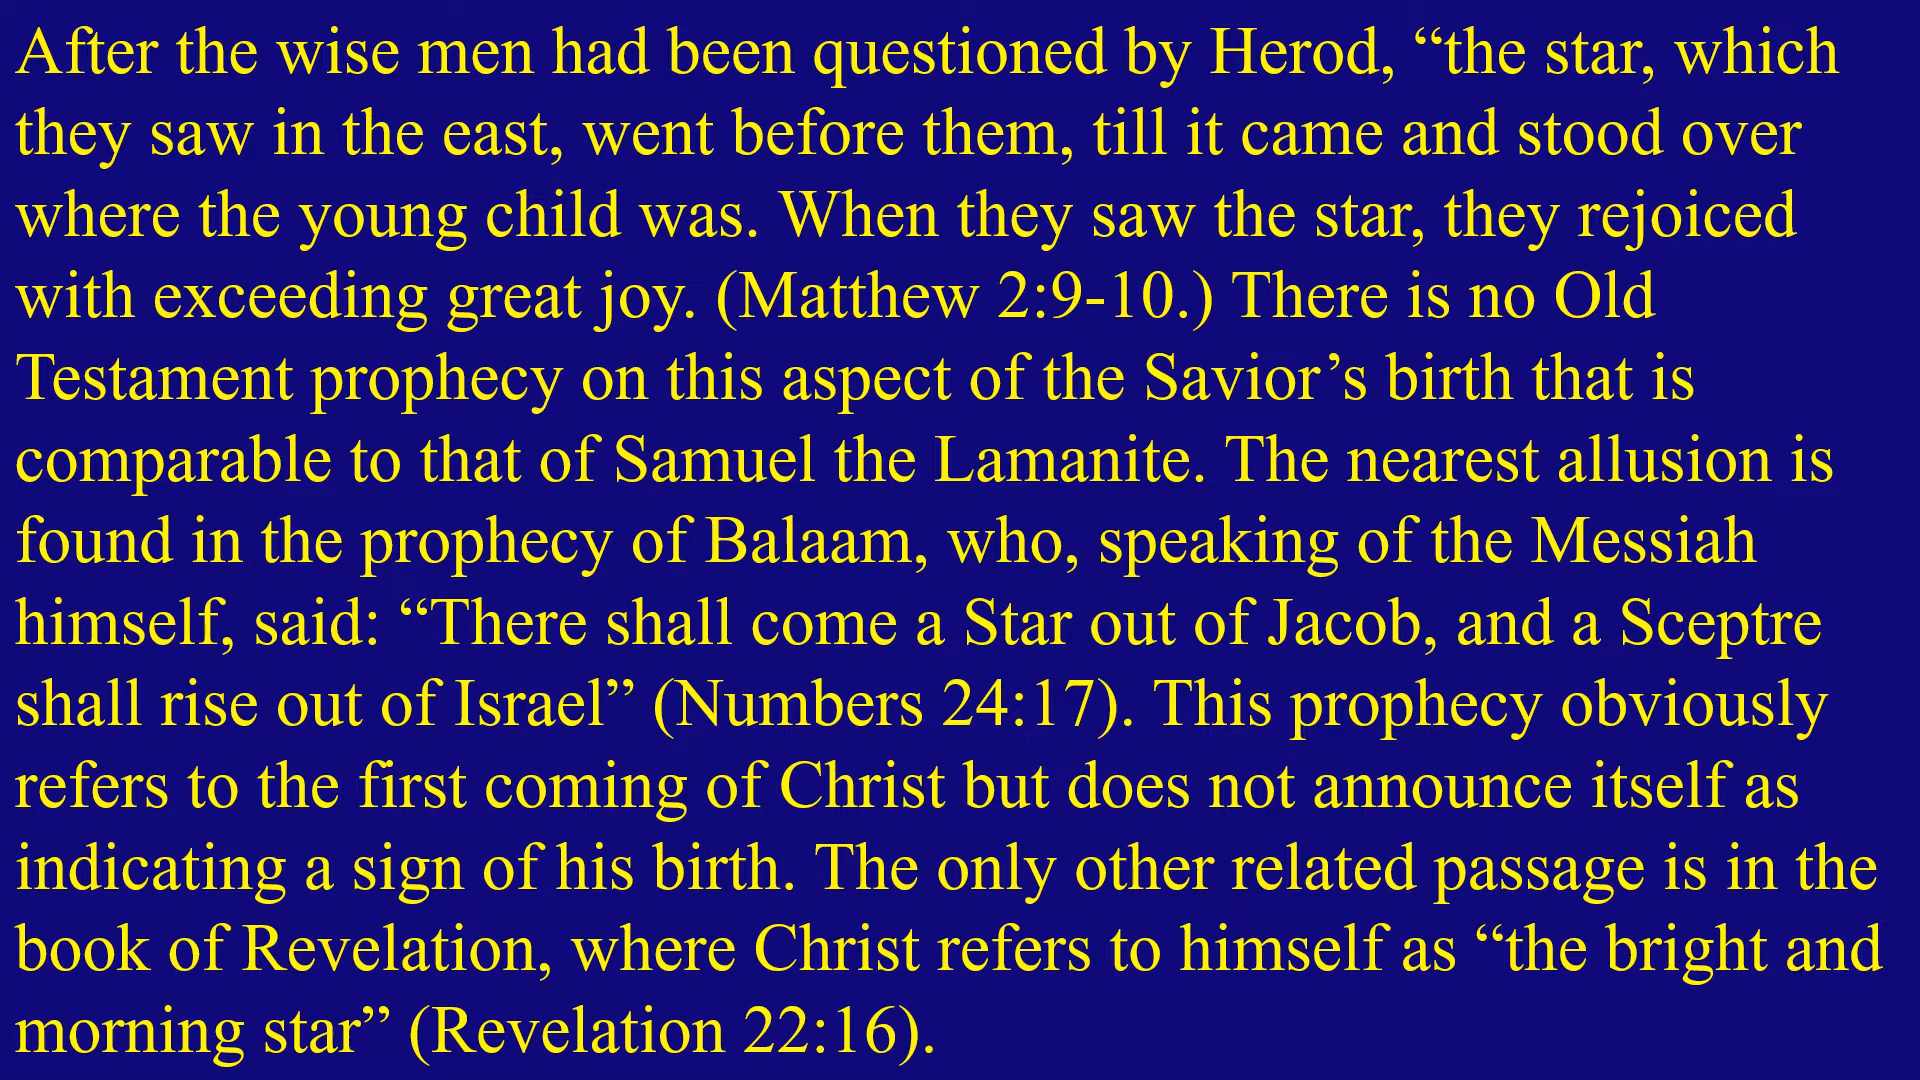 After the wise men had been questioned by Herod, “the star, which
they saw in the east, went before them, till it came and stood over
where the young child was. When they saw the star, they rejoiced
with exceeding great joy. (Matthew 2:9-10.) There is no Old
Testament prophecy on this aspect of the Savior’s birth that is
comparable to that of Samuel the Lamanite. The nearest allusion is
found in the prophecy of Balaam, who, speaking of the Messiah
himself, said: “There shall come a Star out of Jacob, and a Sceptre
shall rise out of Israel” (Numbers 24:17). This prophecy obviously
refers to the first coming of Christ but does not announce itself as
indicating a sign of his birth. The only other related passage is in the
book of Revelation, where Christ refers to himself as “the bright and
morning star” (Revelation 22:16).